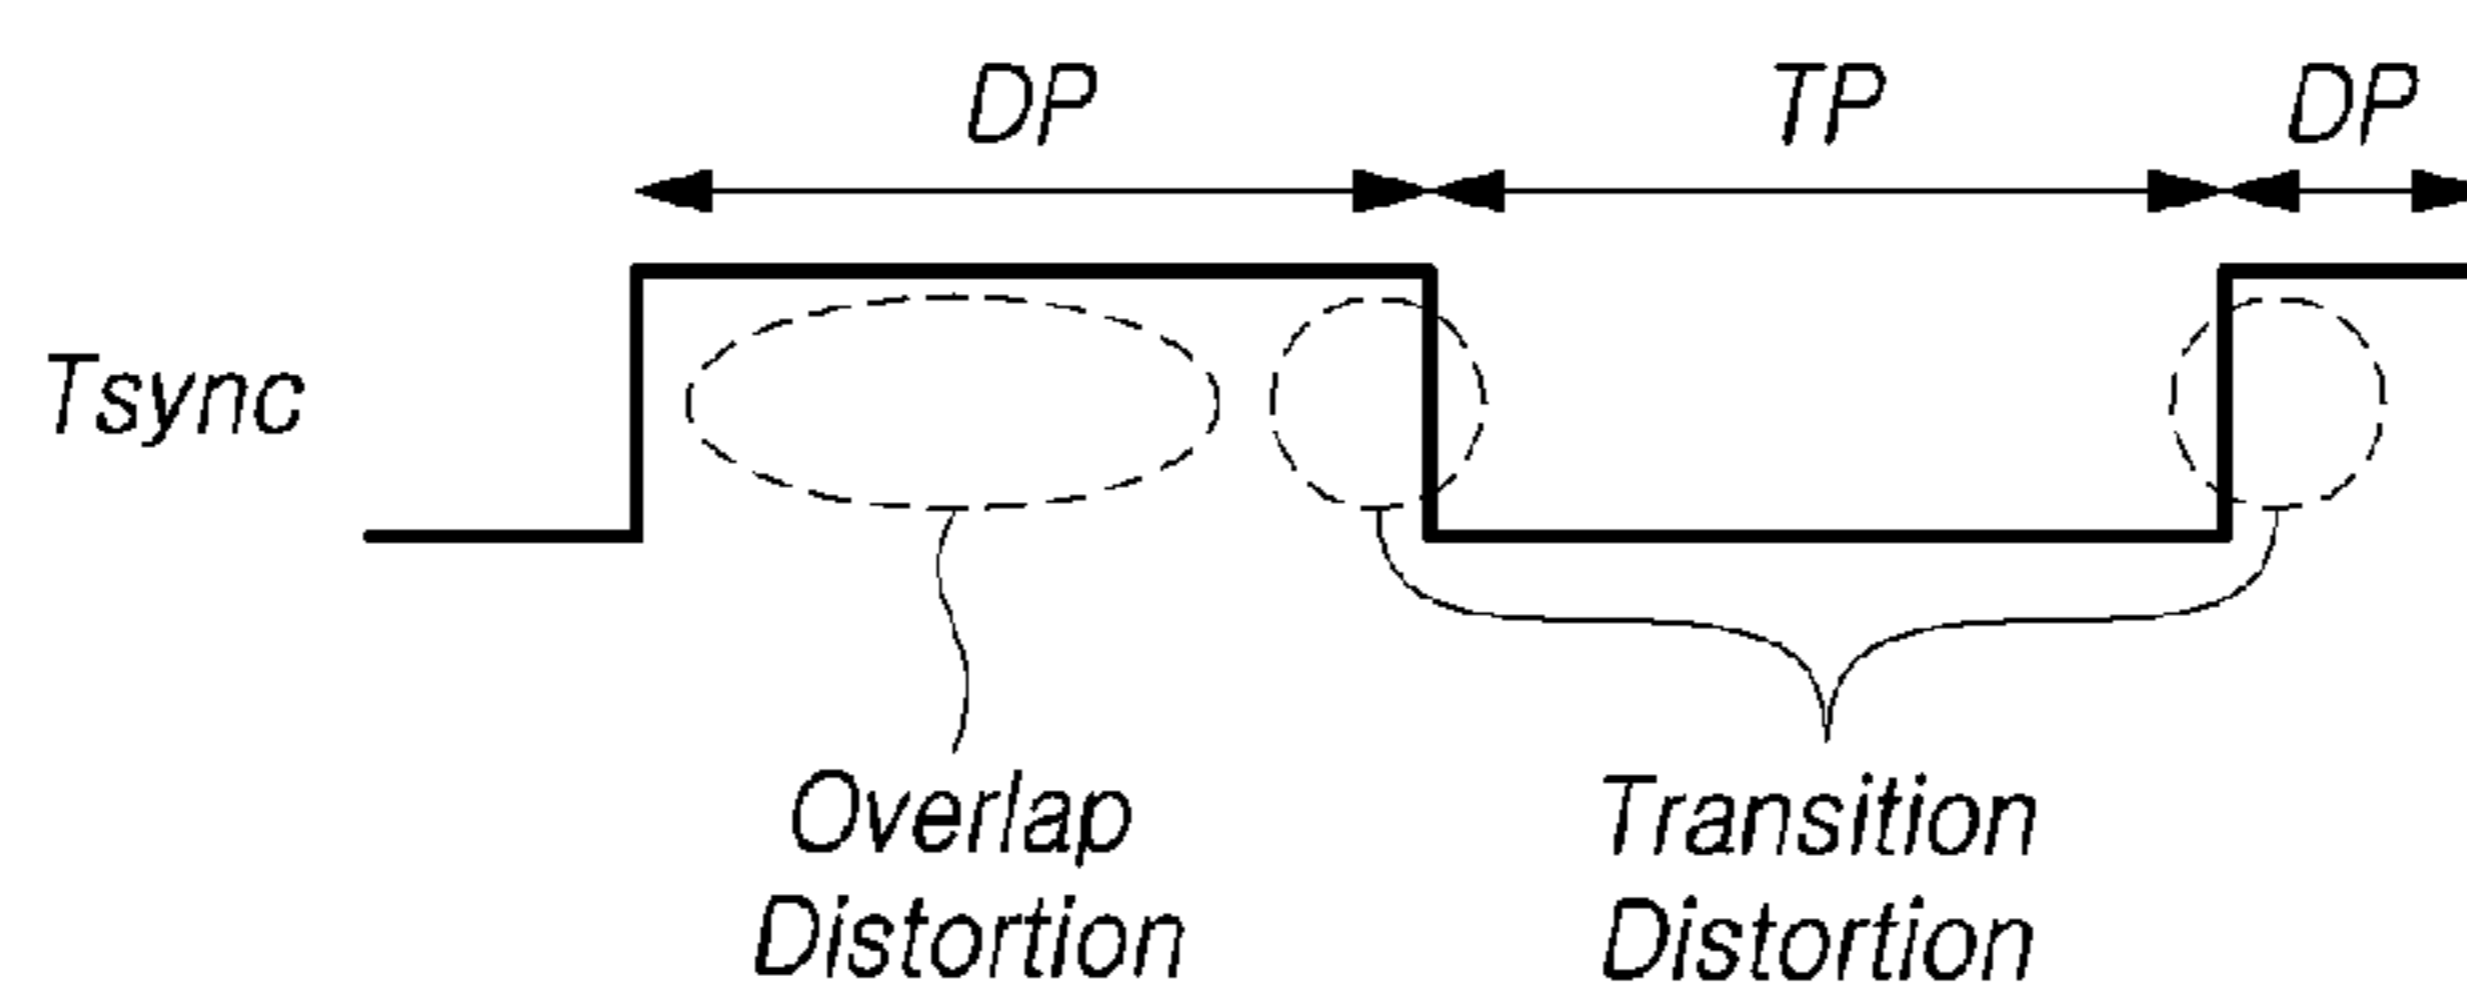 DP TP DP
Tsync
Overlap
Distortion
Transition
Distortion